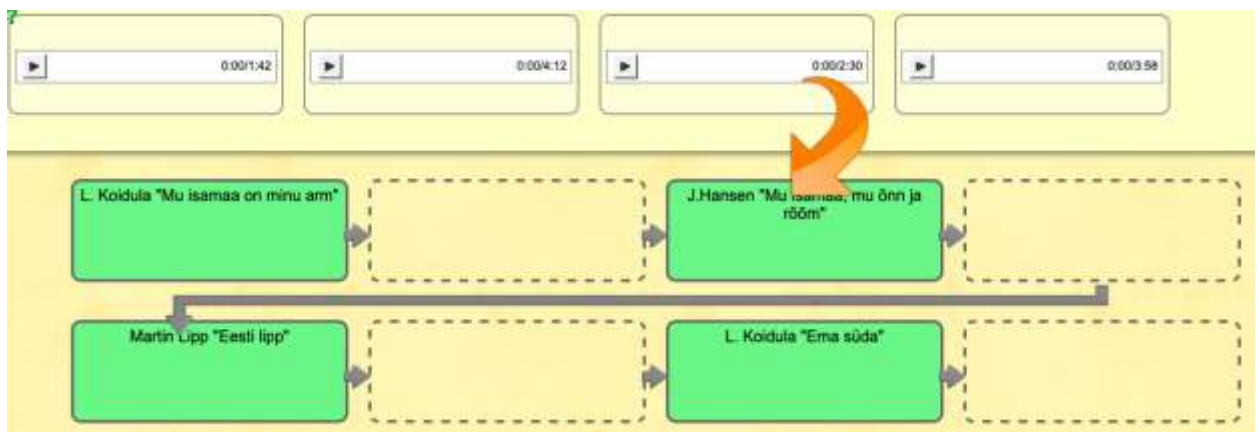 ?
0:00/1:42
0:00/4:12
0:00/2:30
0:00/3:58
L. Koidula "Mu isamaa on minu arm"
J.Hansen "Mu isamaa, mu õnn ja
rõõm"
Martin Lipp "Eesti lipp"
L. Koidula "Ema süda"